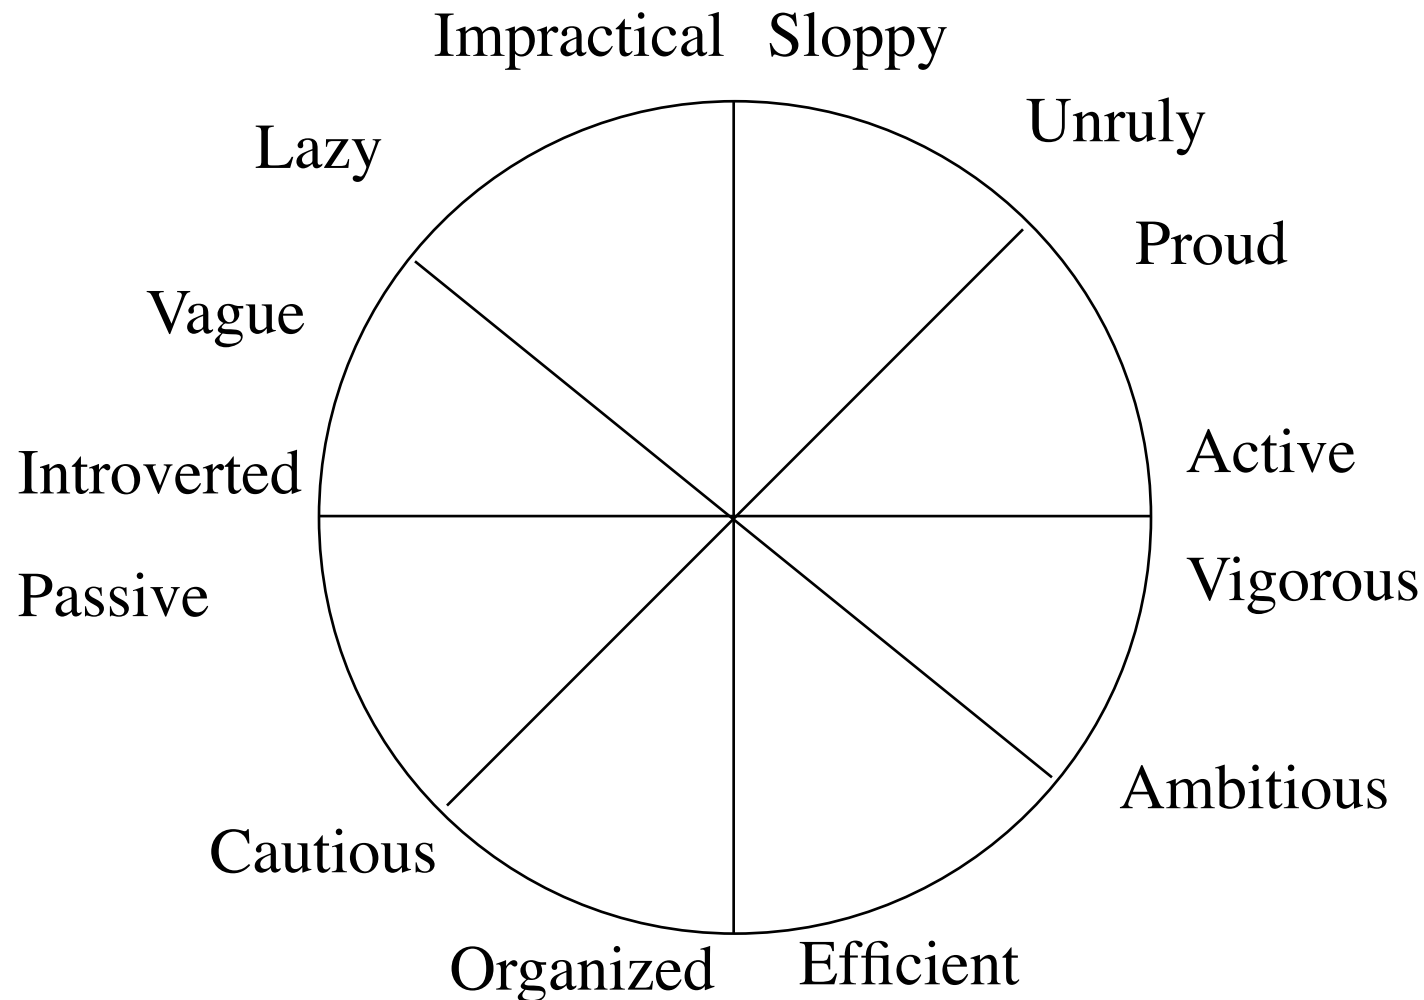 Impractical Sloppy
Unruly
Lazy
Proud
Vague
Active
Introverted
Vigorous
Passive
Ambitious
Cautious
Efficient
Organized